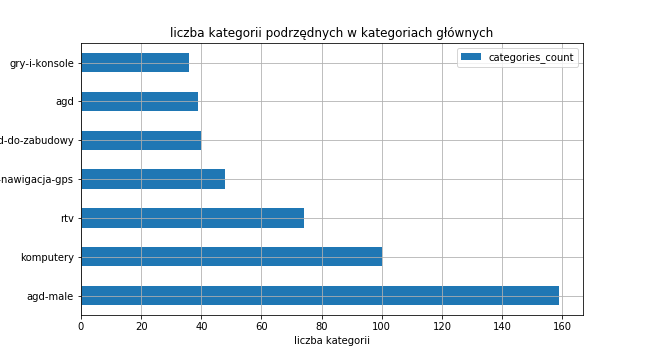 liczba kategorii podrzędnych w kategoriach głównych
categories_count
gry-i-konsole
agd
d-do-zabudowy
-nawigacja-gps
rtv
komputery
agd-male
0 20 40 60 80 100 120 140 160
liczba kategorii